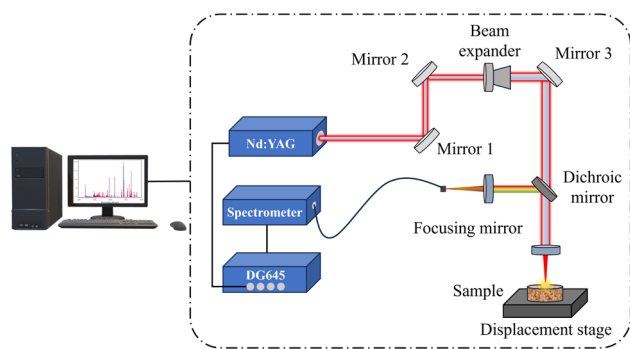 Beam
expander
Mirror 2
Mirror 3
Nd:YAG
Mirror 1
Dichroic
mirror
Spectrometer
Focusing mirror
DG645
Sample
Displacement stage